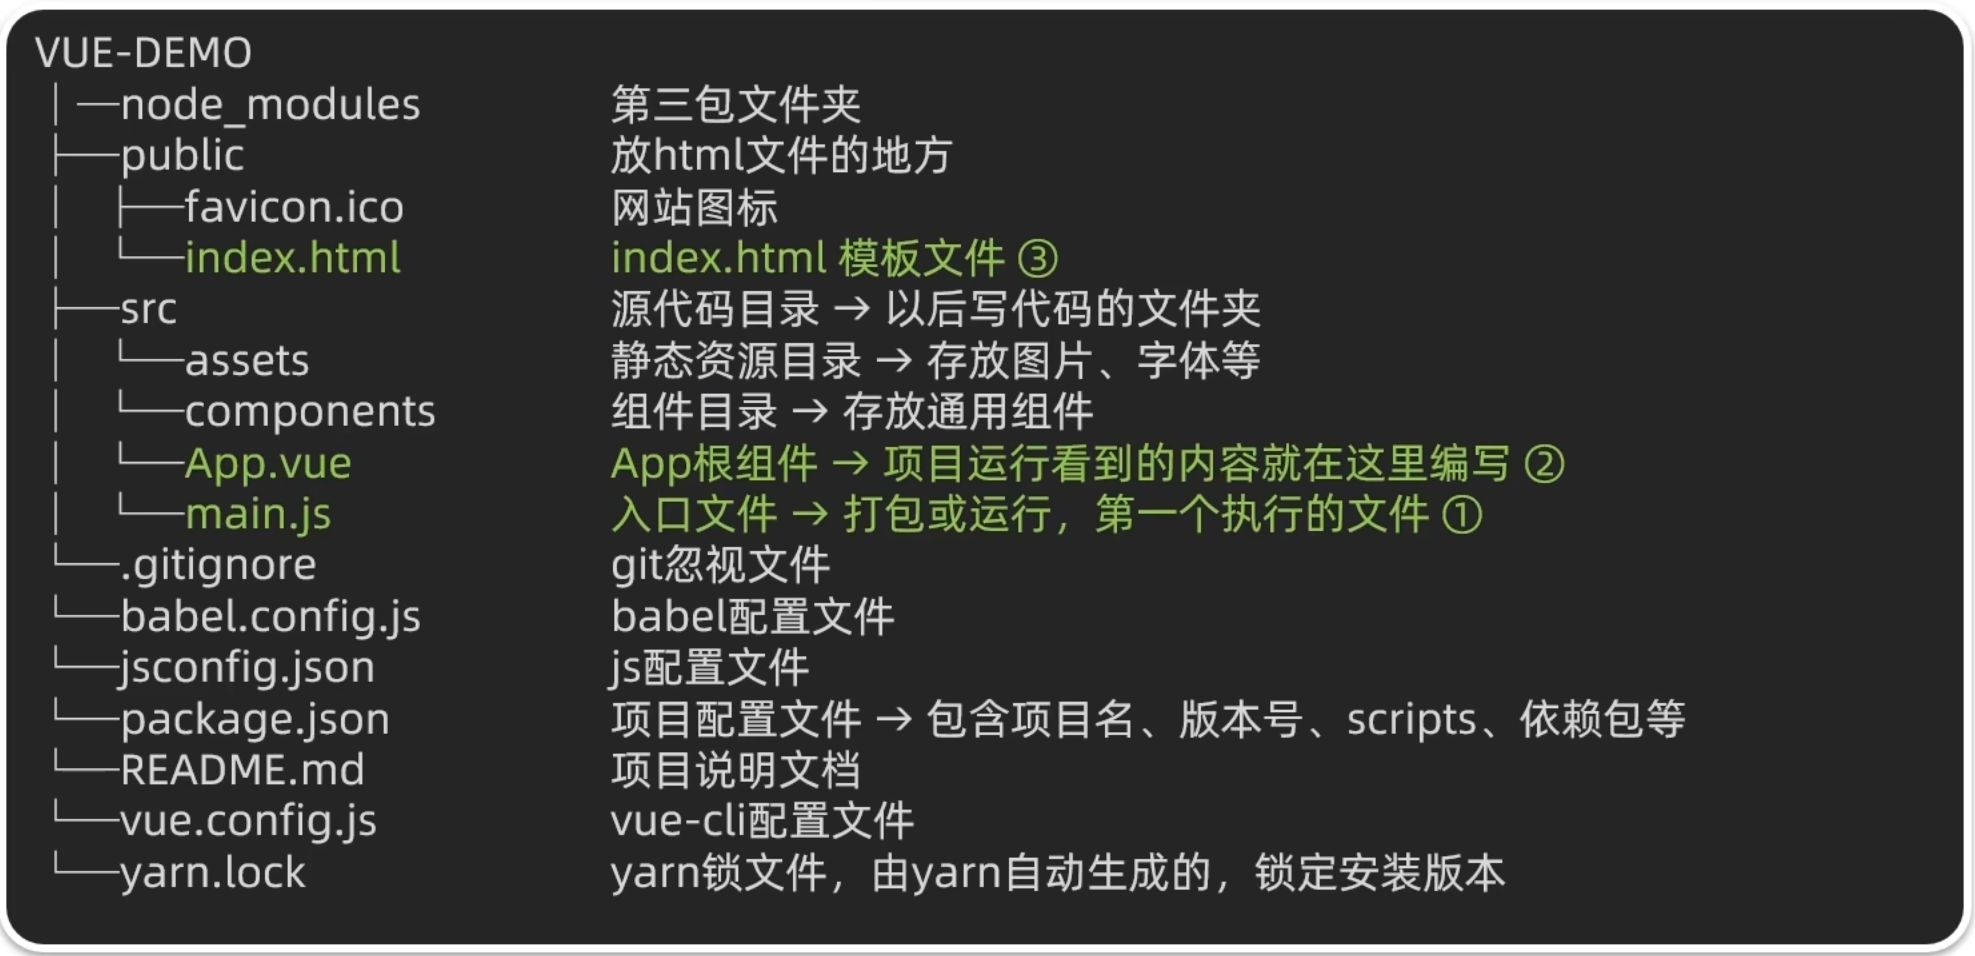 VUE-DEMO
│ ─node_modules 第三包文件夹
├──public 放html文件的地方
│ ├──favicon.ico 网站图标
│ └──index.html index.html 模板文件 ③
├──src 源代码目录 → 以后写代码的文件夹
│ └──assets 静态资源目录 → 存放图片、字体等
│ └──components 组件目录 → 存放通用组件
│ └──App.vue App根组件 → 项目运行看到的内容就在这里编写 ②
│ └──main.js 入口文件 → 打包或运行，第一个执行的文件 ①
└──.gitignore git忽视文件
└──babel.config.js babel配置文件
└──jsconfig.json js配置文件
└──package.json 项目配置文件 → 包含项目名、版本号、scripts、依赖包等
└──README.md 项目说明文档
└──vue.config.js vue-cli配置文件
└──yarn.lock yarn锁文件，由yarn自动生成的，锁定安装版本